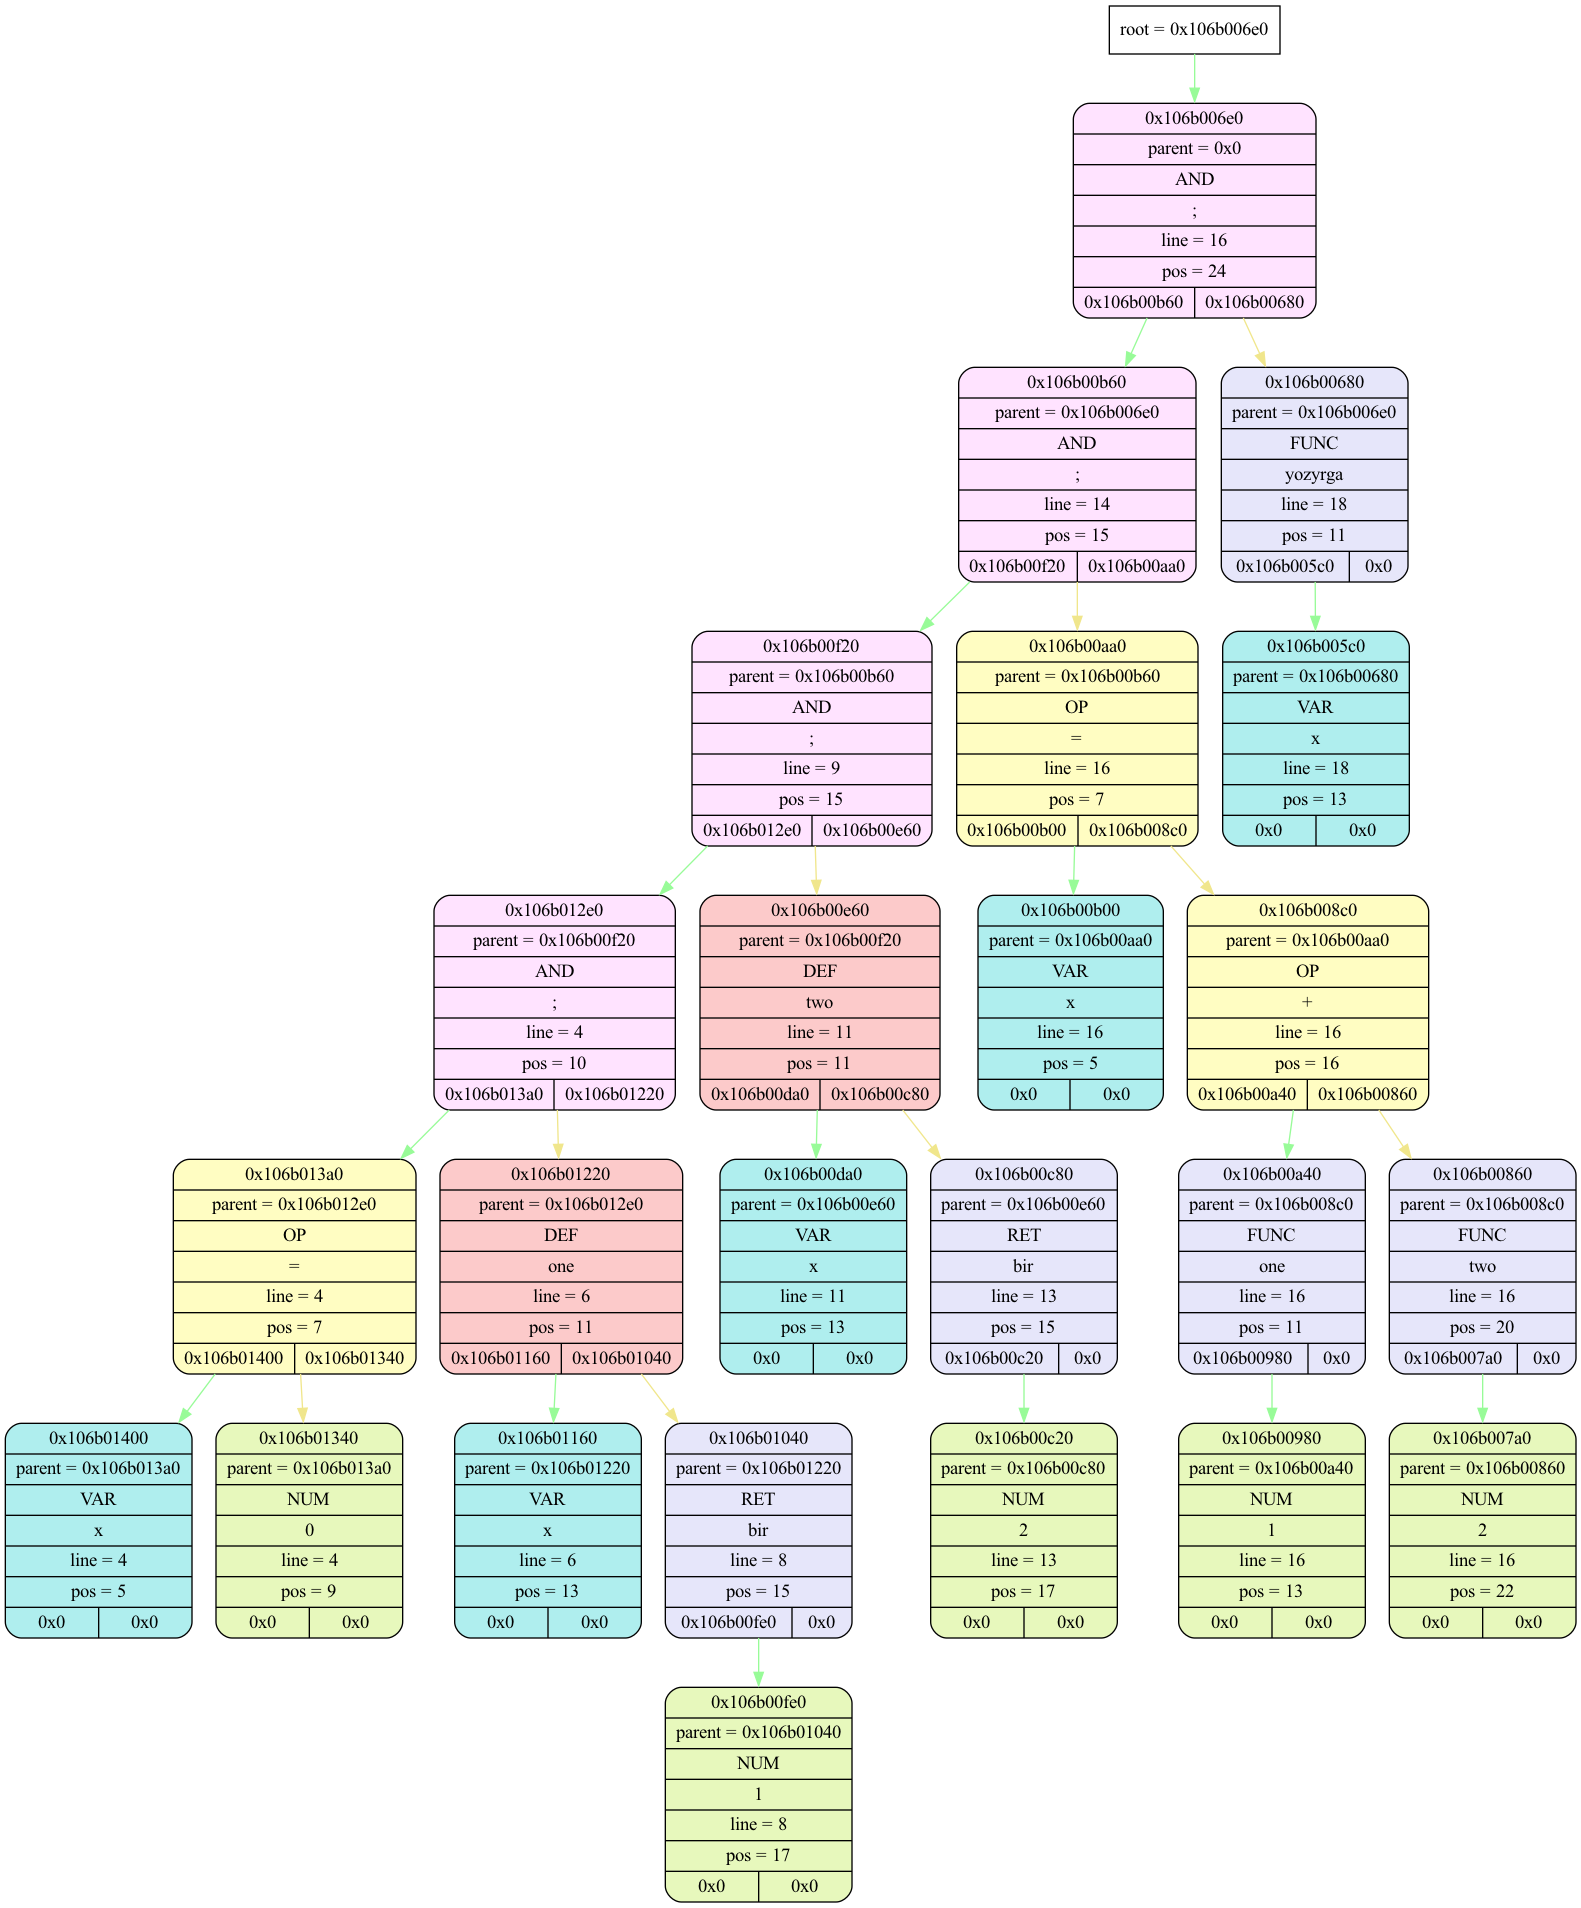 root = 0x106b006e0
0x106b006e0
parent = 0x0
AND
;
line = 16
pos = 24
0x106b00b60 0x106b00680
0x106b00b60
parent = 0x106b006e0
AND
;
line = 14
pos = 15
0x106b00f20 0x106b00aa0
0x106b00680
parent = 0x106b006e0
FUNC
yozyrga
line = 18
pos = 11
0x106b005c0 0x0
0x106b00f20
parent = 0x106b00b60
AND
;
line = 9
pos = 15
0x106b012e0 0x106b00e60
0x106b00aa0
parent = 0x106b00b60
OP
=
line = 16
pos = 7
0x106b00b00 0x106b008c0
0x106b005c0
parent = 0x106b00680
VAR
x
line = 18
pos = 13
0x0 0x0
0x106b012e0
parent = 0x106b00f20
AND
;
line = 4
pos = 10
0x106b013a0 0x106b01220
0x106b00e60
parent = 0x106b00f20
DEF
two
line = 11
pos = 11
0x106b00da0 0x106b00c80
0x106b00b00
parent = 0x106b00aa0
VAR
x
line = 16
pos = 5
0x0 0x0
0x106b008c0
parent = 0x106b00aa0
OP
+
line = 16
pos = 16
0x106b00a40 0x106b00860
0x106b013a0
parent = 0x106b012e0
OP
=
line = 4
pos = 7
0x106b01400 0x106b01340
0x106b01220
parent = 0x106b012e0
DEF
one
line = 6
pos = 11
0x106b01160 0x106b01040
0x106b00da0
parent = 0x106b00e60
VAR
x
line = 11
pos = 13
0x0 0x0
0x106b00c80
parent = 0x106b00e60
RET
bir
line = 13
pos = 15
0x106b00c20 0x0
0x106b00a40
parent = 0x106b008c0
FUNC
one
line = 16
pos = 11
0x106b00980 0x0
0x106b00860
parent = 0x106b008c0
FUNC
two
line = 16
pos = 20
0x106b007a0 0x0
0x106b01400
parent = 0x106b013a0
VAR
x
line = 4
pos = 5
0x0 0x0
0x106b01340
parent = 0x106b013a0
NUM
0
line = 4
pos = 9
0x0 0x0
0x106b01160
parent = 0x106b01220
VAR
x
line = 6
pos = 13
0x0 0x0
0x106b01040
parent = 0x106b01220
RET
bir
line = 8
pos = 15
0x106b00fe0 0x0
0x106b00c20
parent = 0x106b00c80
NUM
2
line = 13
pos = 17
0x0 0x0
0x106b00980
parent = 0x106b00a40
NUM
1
line = 16
pos = 13
0x0 0x0
0x106b007a0
parent = 0x106b00860
NUM
2
line = 16
pos = 22
0x0 0x0
0x106b00fe0
parent = 0x106b01040
NUM
1
line = 8
pos = 17
0x0 0x0